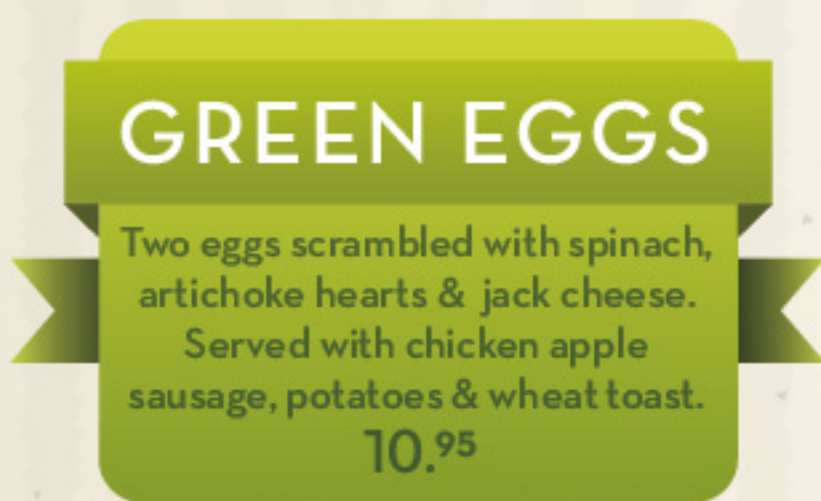 GREEN EGGS
Two eggs scrambled with spinach,
artichoke hearts & jack cheese.
Served with chicken apple
sausage, potatoes & wheat toast.
10.95